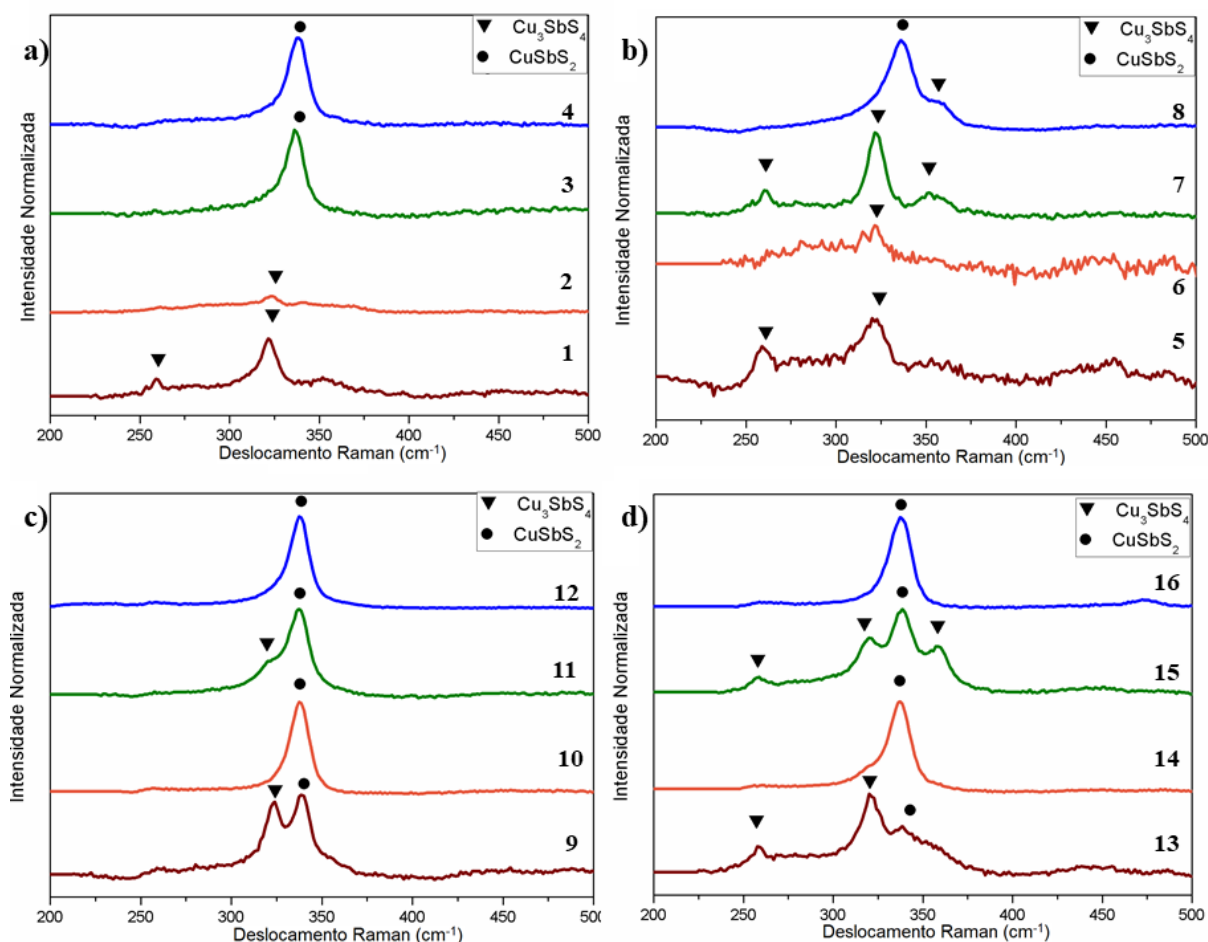 a)
Cu3SbS4
CuSbS2
4
3
2
1
Intensidade Normalizada
200 250 300 350 400 450 500
Deslocamento Raman (cm-1)
b)
Cu3SbS4
CuSbS2
8
7
6
5
Intensidade Normalizada
200 250 300 350 400 450 500
Deslocamento Raman (cm-1)
c)
Cu3SbS4
CuSbS2
12
11
10
9
Intensidade Normalizada
200 250 300 350 400 450 500
Deslocamento Raman (cm-1)
d)
Cu3SbS4
CuSbS2
16
15
14
13
Intensidade Normalizada
200 250 300 350 400 450 500
Deslocamento Raman (cm-1)